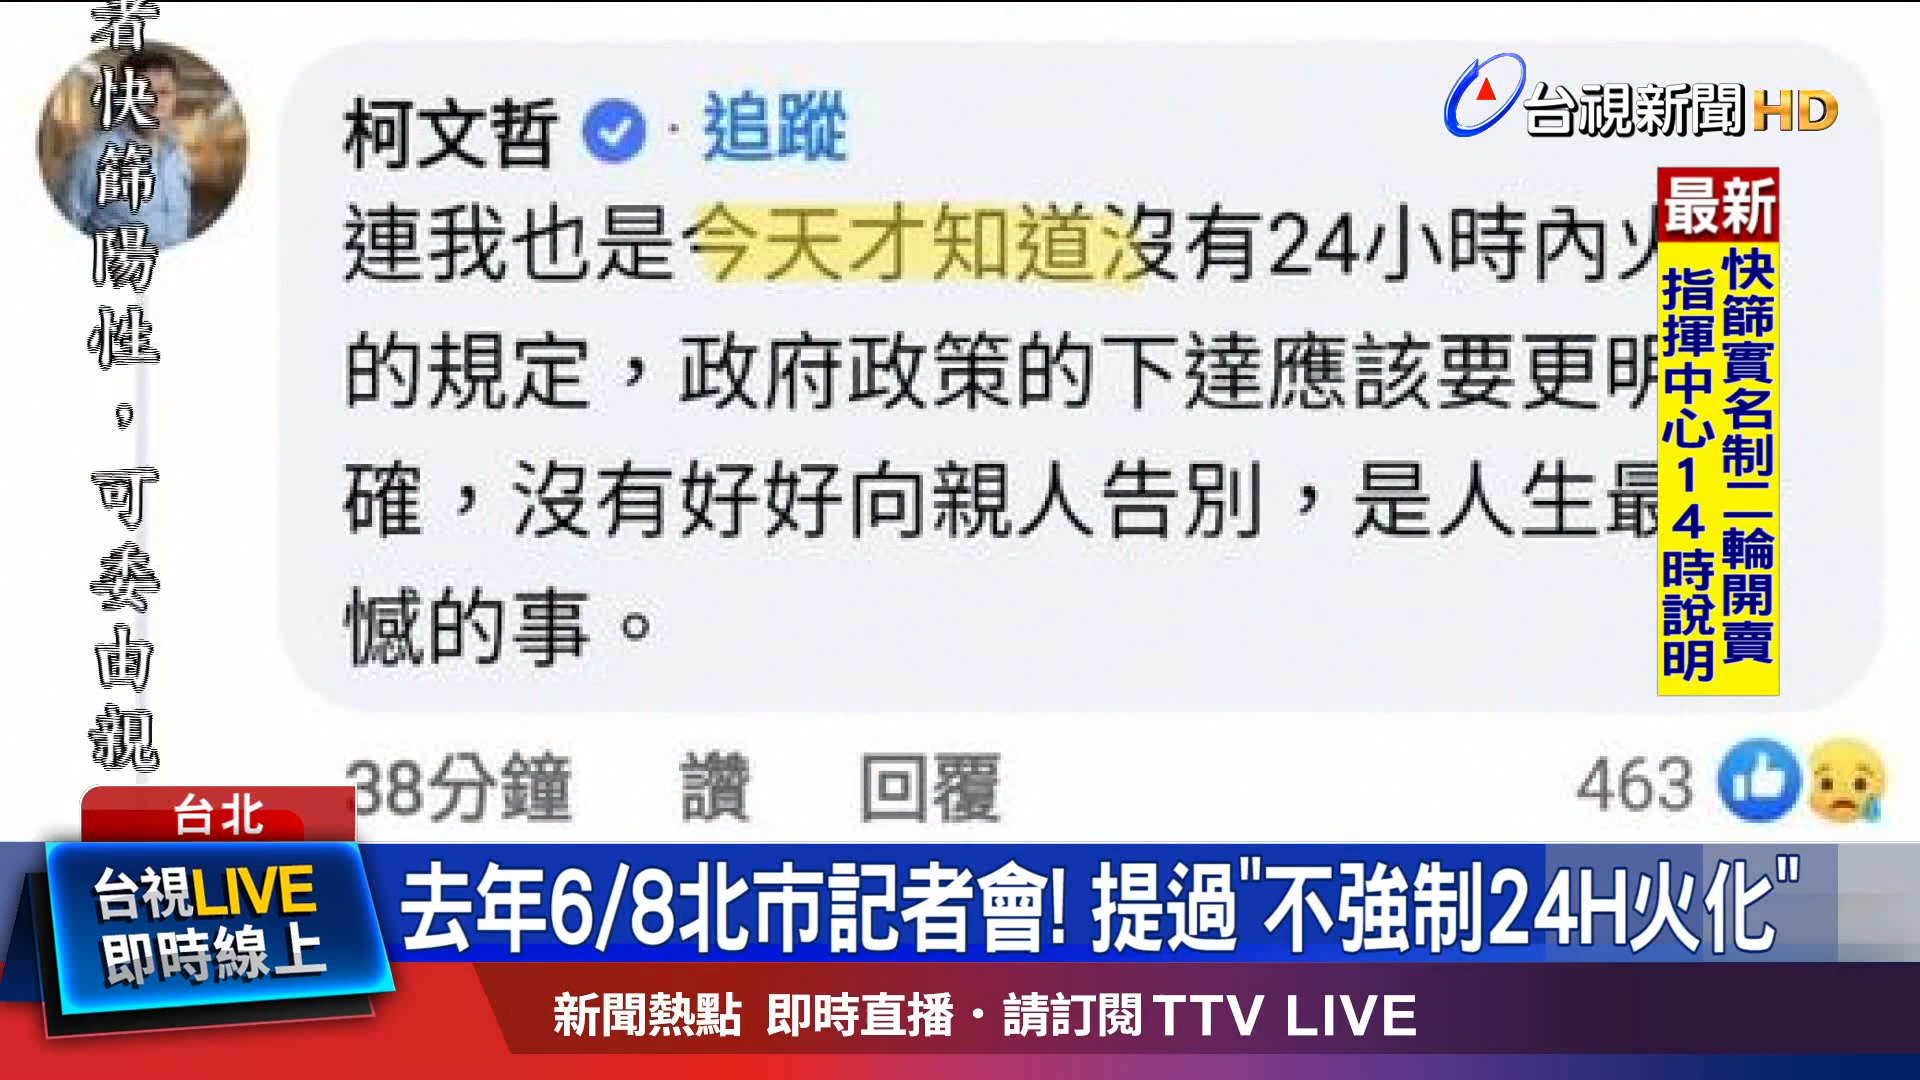 者快篩陽性。可委由親
柯文哲 · 追蹤
連我也是今天才知道沒有24小時內火
的規定，政府政策的下達應該要更明
確，沒有好好向親人告別，是人生最
憾的事。
38分鐘 讚 回覆 463
台視新聞HD
最新
快篩實名制二輪開賣
指揮中心14時說明
台北
台視LIVE
即時線上
去年6/8北市記者會! 提過"不強制24H火化"
新聞熱點 即時直播·請訂閱TTV LIVE